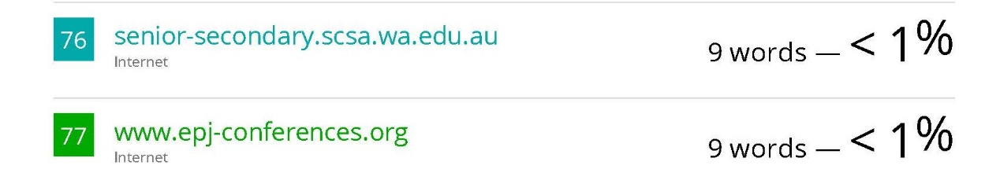 76 senior-secondary.scsa.wa.edu.au 9 words — < 1%
Internet
77 www.epj-conferences.org 9 words — < 1%
Internet